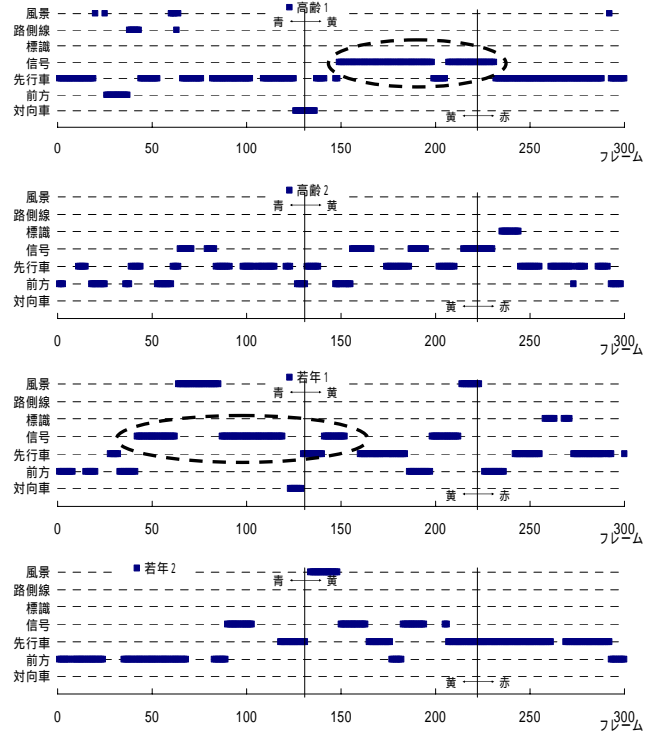 ■ 高齢1
風景
青 ←→ 黄
路側線
標識
信号
先行車
前方
対向車
黄 ←→ 赤
0 50 100 150 200 250 300
フレーム
■ 高齢2
風景
青 ←→ 黄
路側線
標識
信号
先行車
前方
対向車
黄 ←→ 赤
0 50 100 150 200 250 300
フレーム
■ 若年1
風景
青 ←→ 黄
路側線
標識
信号
先行車
前方
対向車
黄 ←→ 赤
0 50 100 150 200 250 300
フレーム
■ 若年2
風景
青 ←→ 黄
路側線
標識
信号
先行車
前方
対向車
黄 ←→ 赤
0 50 100 150 200 250 300
フレーム